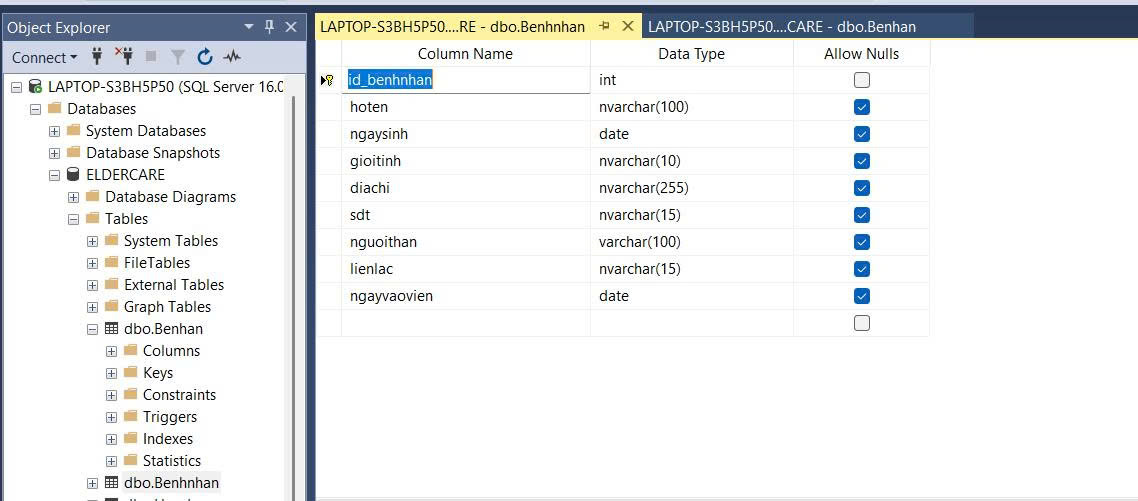 Object Explorer
Connect
LAPTOP-S3BH5P50 (SQL Server 16.0
Databases
System Databases
Database Snapshots
ELDERCARE
Database Diagrams
Tables
System Tables
FileTables
External Tables
Graph Tables
dbo.Benhan
Columns
Keys
Constraints
Triggers
Indexes
Statistics
dbo.Benhnhan
LAPTOP-S3BH5P50....RE - dbo.Benhnhan
LAPTOP-S3BH5P50....CARE - dbo.Benhan
Column Name Data Type Allow Nulls
id_benhnhan int
hoten nvarchar(100)
ngaysinh date
gioitinh nvarchar(10)
diachi nvarchar(255)
sdt nvarchar(15)
nguoithan varchar(100)
lienlac nvarchar(15)
ngayvaovien date